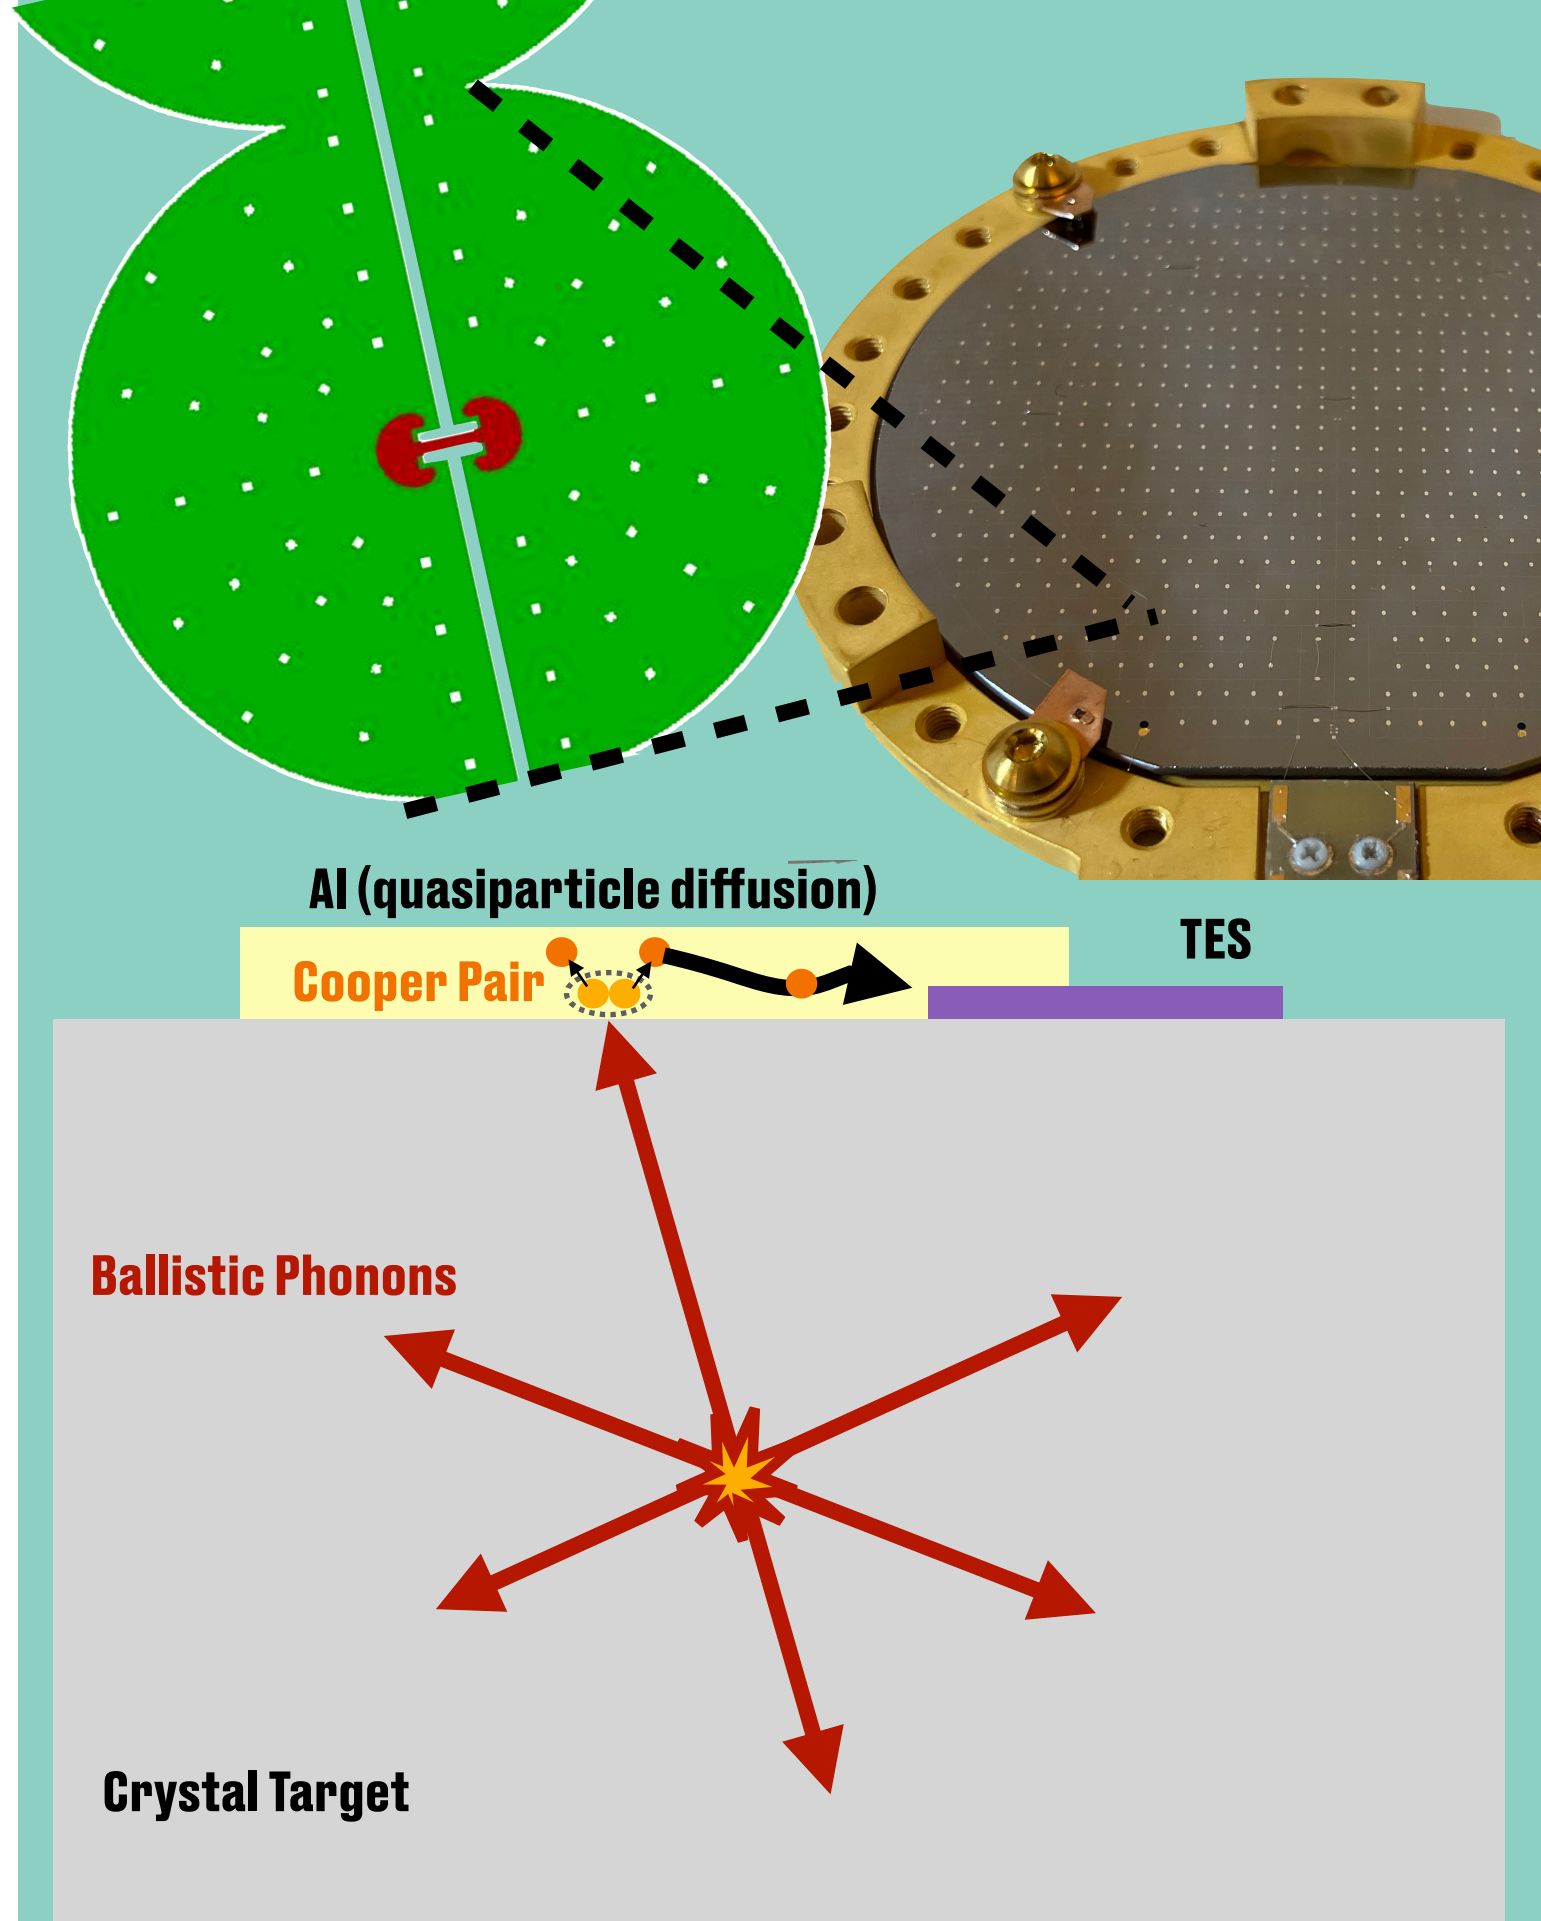 Al (quasiparticle diffusion)
TES
Cooper Pair
Ballistic Phonons
Crystal Target